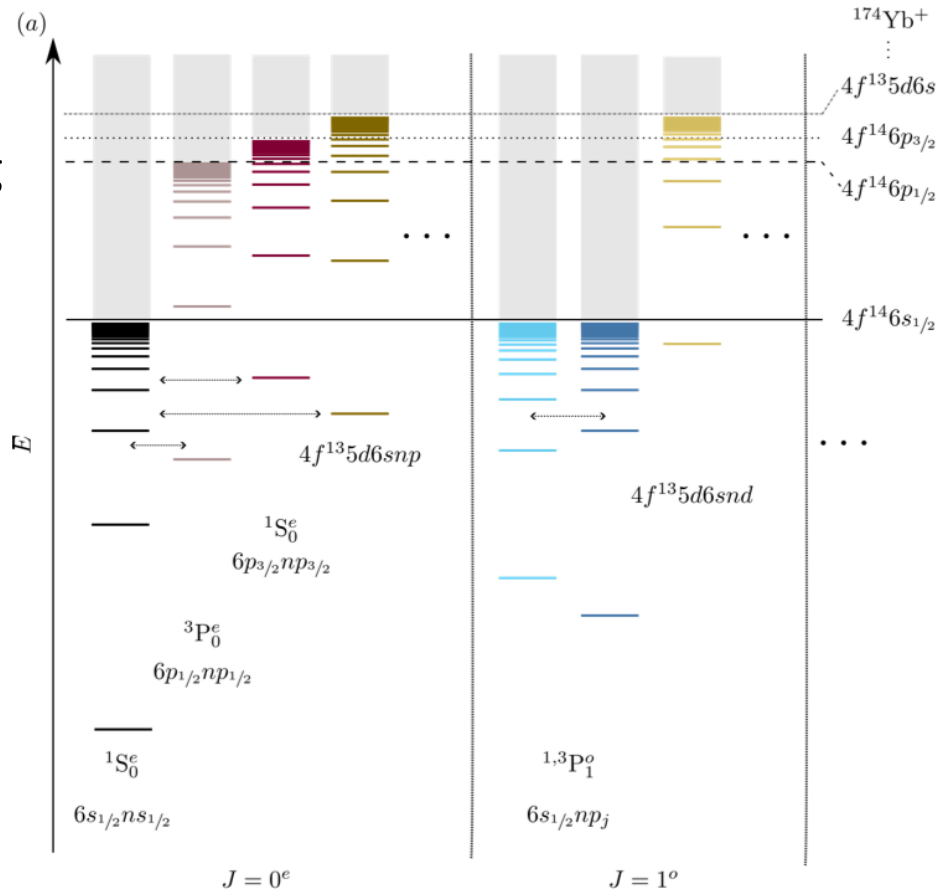 (a)
¹⁷⁴Yb⁺
⋮
4f¹³5d6s
4f¹⁴6p₃/₂
4f¹⁴6p₁/₂
. . .
. . .
4f¹⁴6s₁/₂
E
. . .
4f¹³5d6snp
4f¹³5d6snd
¹Sᵉ₀
6p₃/₂np₃/₂
³Pᵉ₀
6p₁/₂np₁/₂
¹Sᵉ₀
6s₁/₂ns₁/₂
¹,³Pᵒ₁
6s₁/₂npⱼ
J = 0ᵉ
J = 1ᵒ